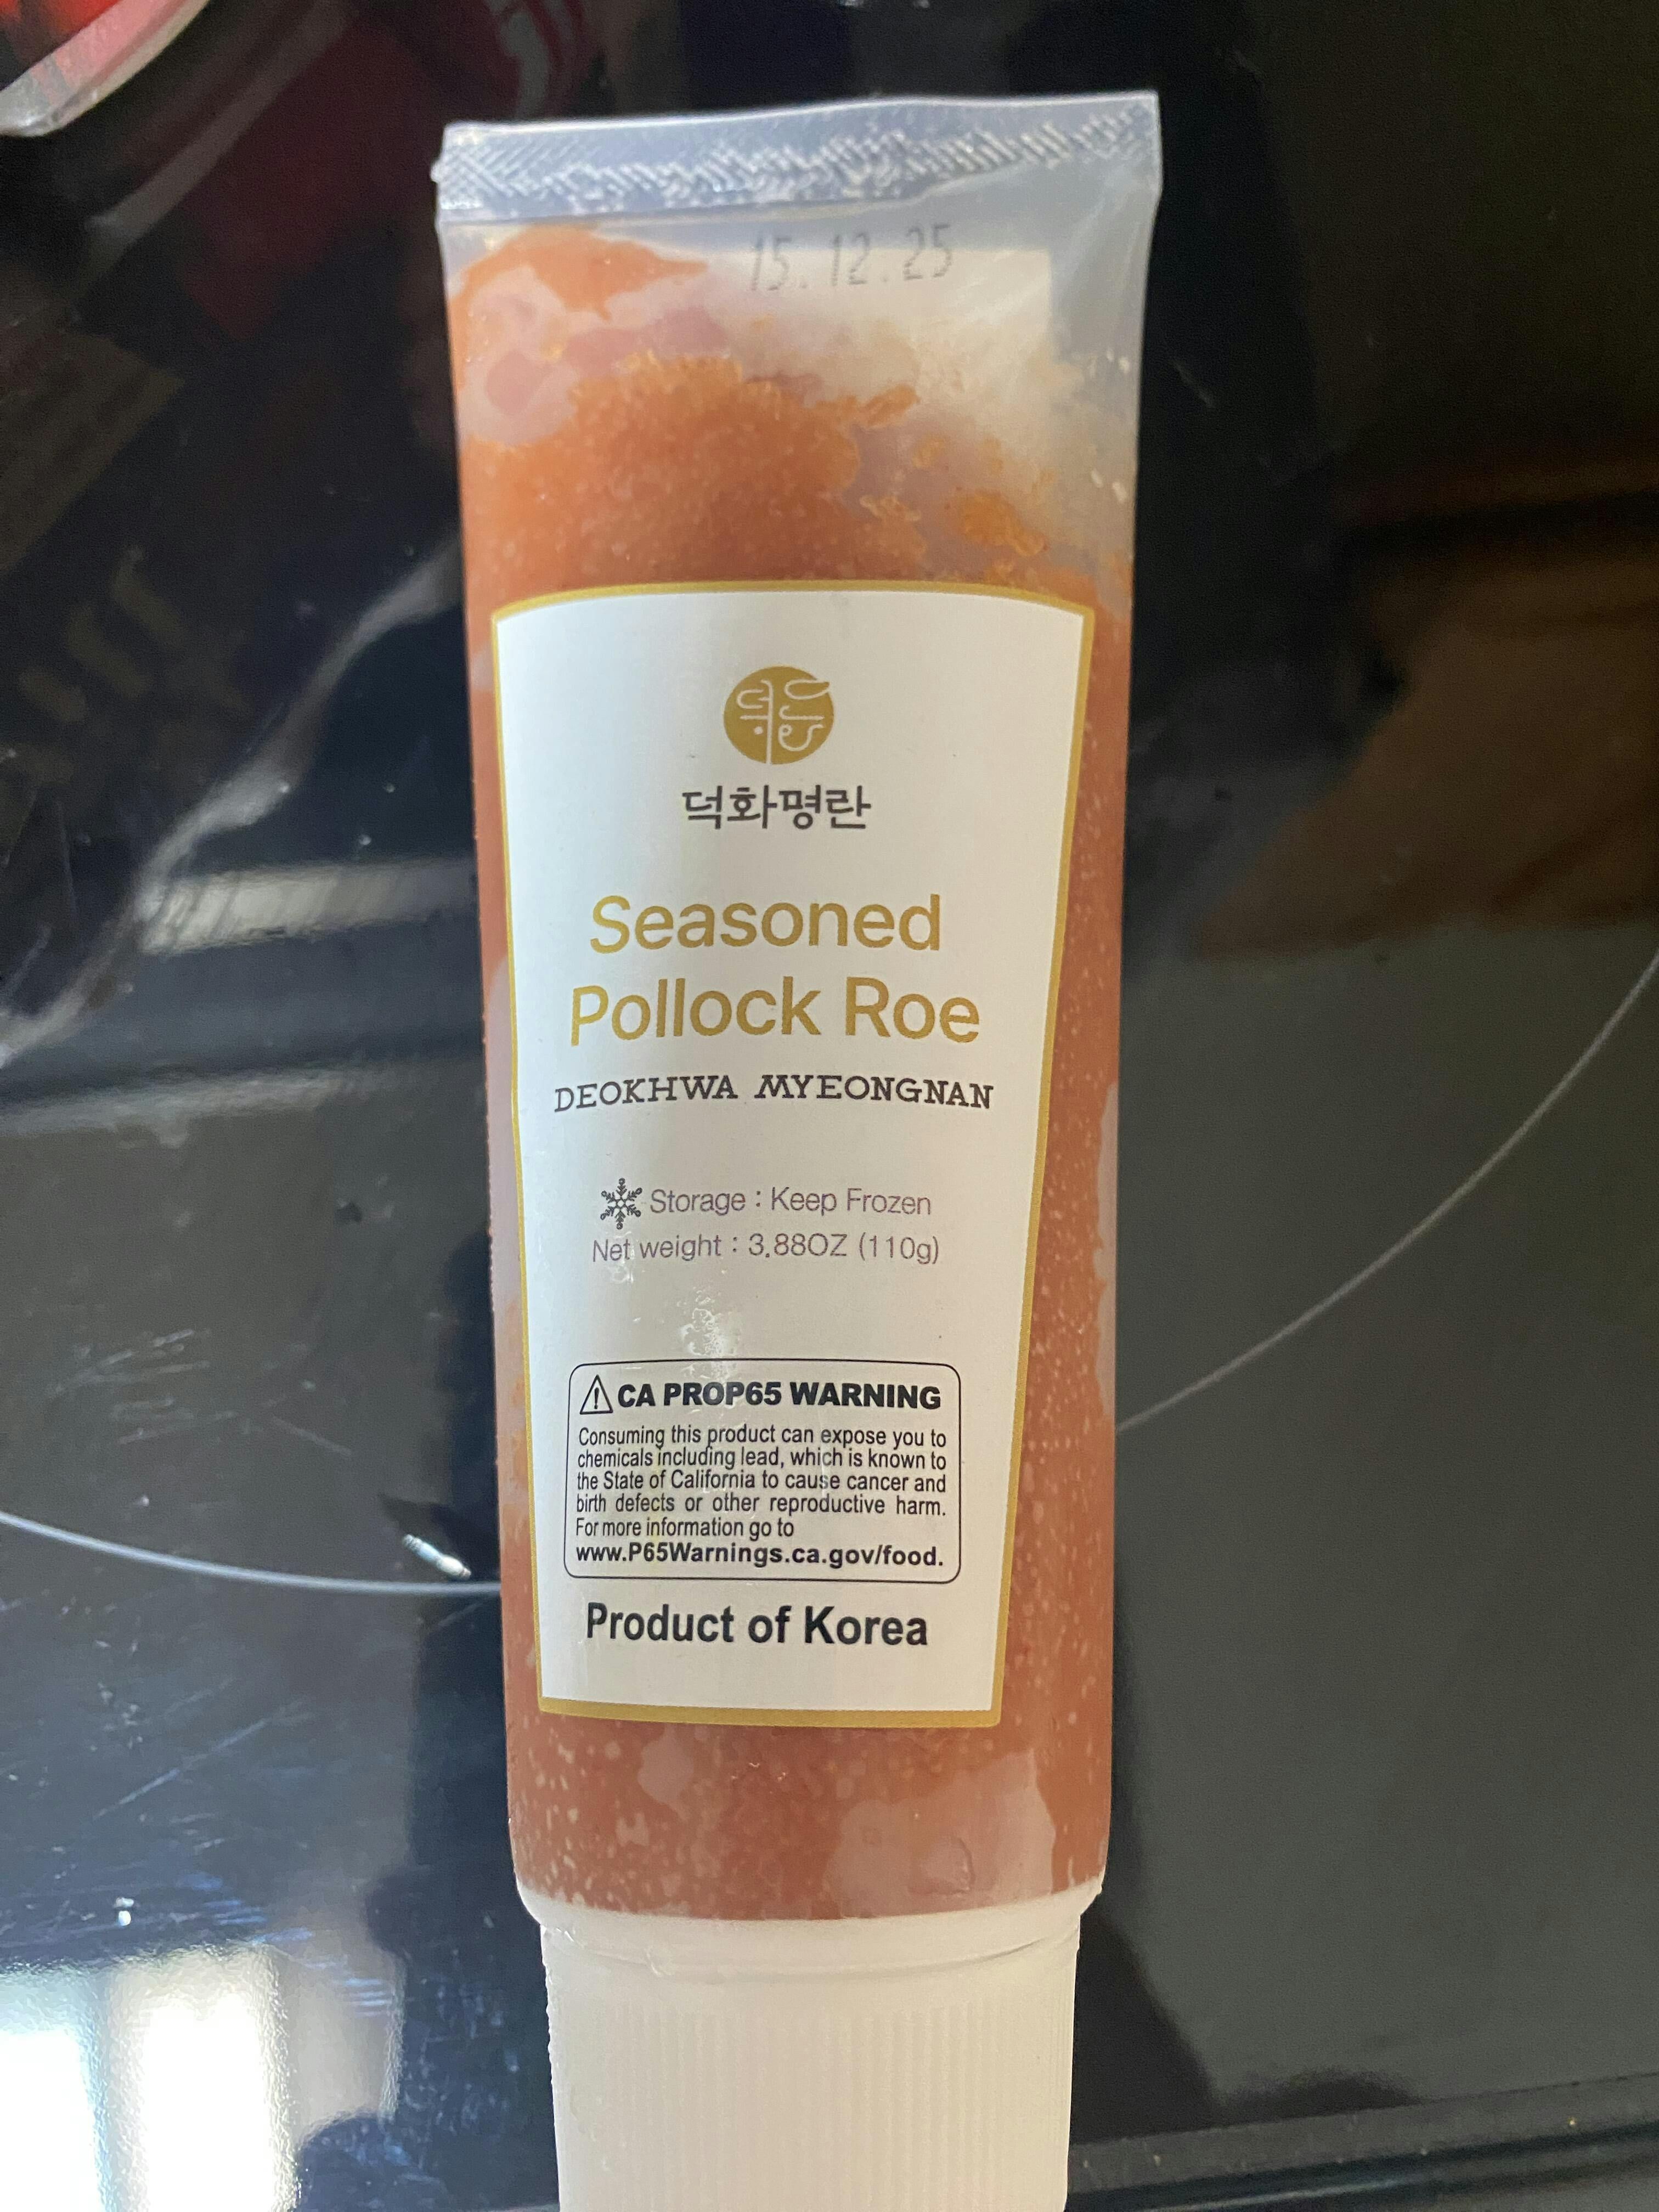 15.12.25
덕화명란
Seasoned
Pollock Roe
DEOKHWA MYEONGNAN
Storage : Keep Frozen
Net weight : 3.88OZ (110g)
⚠ CA PROP65 WARNING
Consuming this product can expose you to
chemicals including lead, which is known to
the State of California to cause cancer and
birth defects or other reproductive harm.
For more information go to
www.P65Warnings.ca.gov/food.
Product of Korea